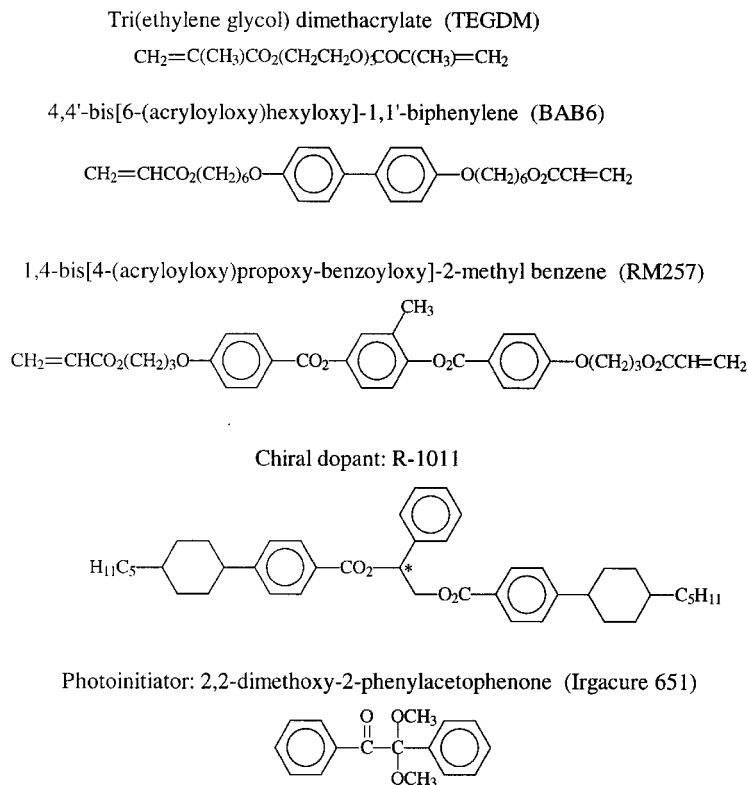 Tri(ethylene glycol) dimethacrylate (TEGDM)
CH2=C(CH3)CO2(CH2CH2O):COC(CH3)=CH2
4,4'-bis[6-(acryloyloxy)hexyloxy]-1,1'-biphenylene (BAB6)
CH2=CHCO2(CH2)6O O(CH2)6O2CCH=CH2
1,4-bis[4-(acryloyloxy)propoxy-benzoyloxy]-2-methyl benzene (RM257)
CH3
CH2=CHCO2(CH2)3O CO2 O2C O(CH2)3O2CCH=CH2
Chiral dopant: R-1011
H11C5 CO2 *
O2C C5H11
Photoinitiator: 2,2-dimethoxy-2-phenylacetophenone (Irgacure 651)
O OCH3
C C
OCH3